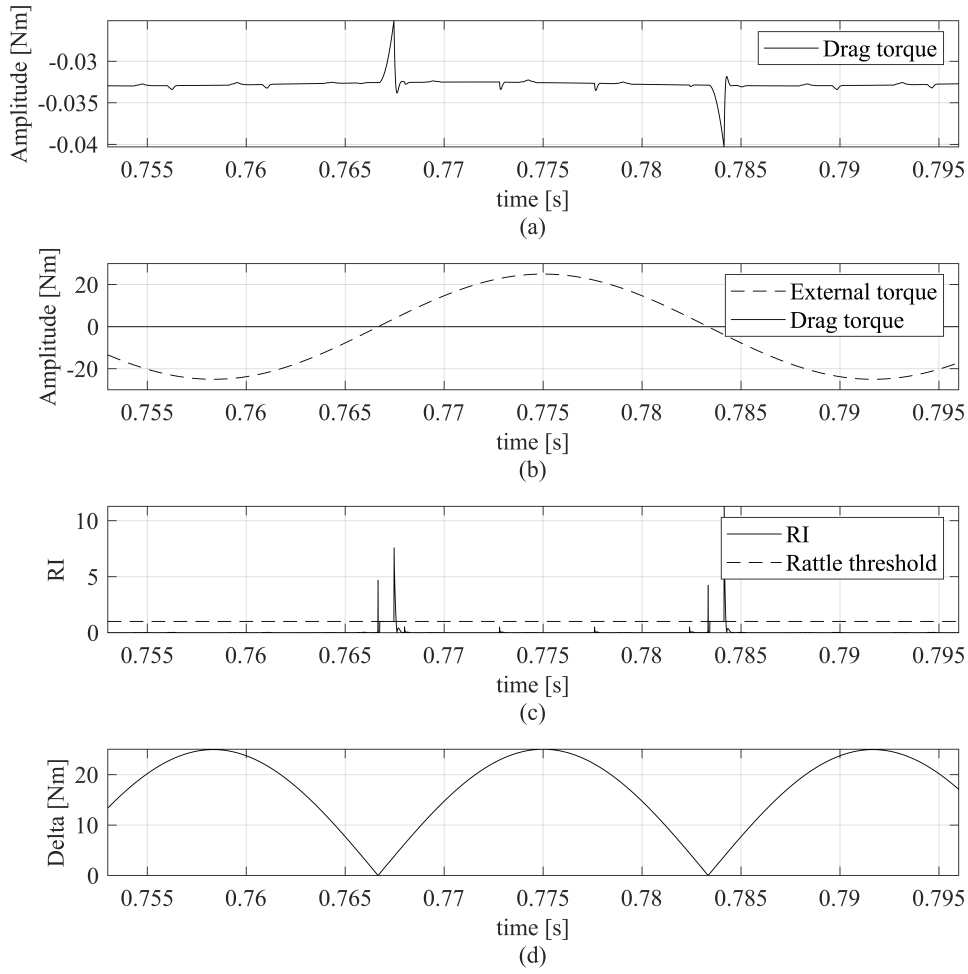 Amplitude [Nm]
-0.03
-0.035
-0.04
Drag torque
0.755 0.76 0.765 0.77 0.775 0.78 0.785 0.79 0.795
time [s]
(a)
Amplitude [Nm]
20
0
-20
External torque
Drag torque
0.755 0.76 0.765 0.77 0.775 0.78 0.785 0.79 0.795
time [s]
(b)
RI
10
5
0
RI
Rattle threshold
0.755 0.76 0.765 0.77 0.775 0.78 0.785 0.79 0.795
time [s]
(c)
Delta [Nm]
20
10
0
0.755 0.76 0.765 0.77 0.775 0.78 0.785 0.79 0.795
time [s]
(d)